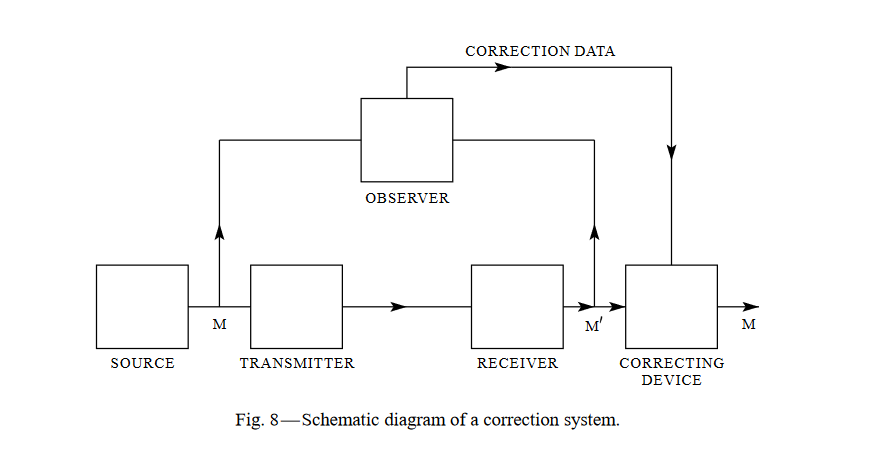 CORRECTION DATA
OBSERVER
M
M′
M
SOURCE
TRANSMITTER
RECEIVER
CORRECTING
DEVICE
Fig. 8—Schematic diagram of a correction system.